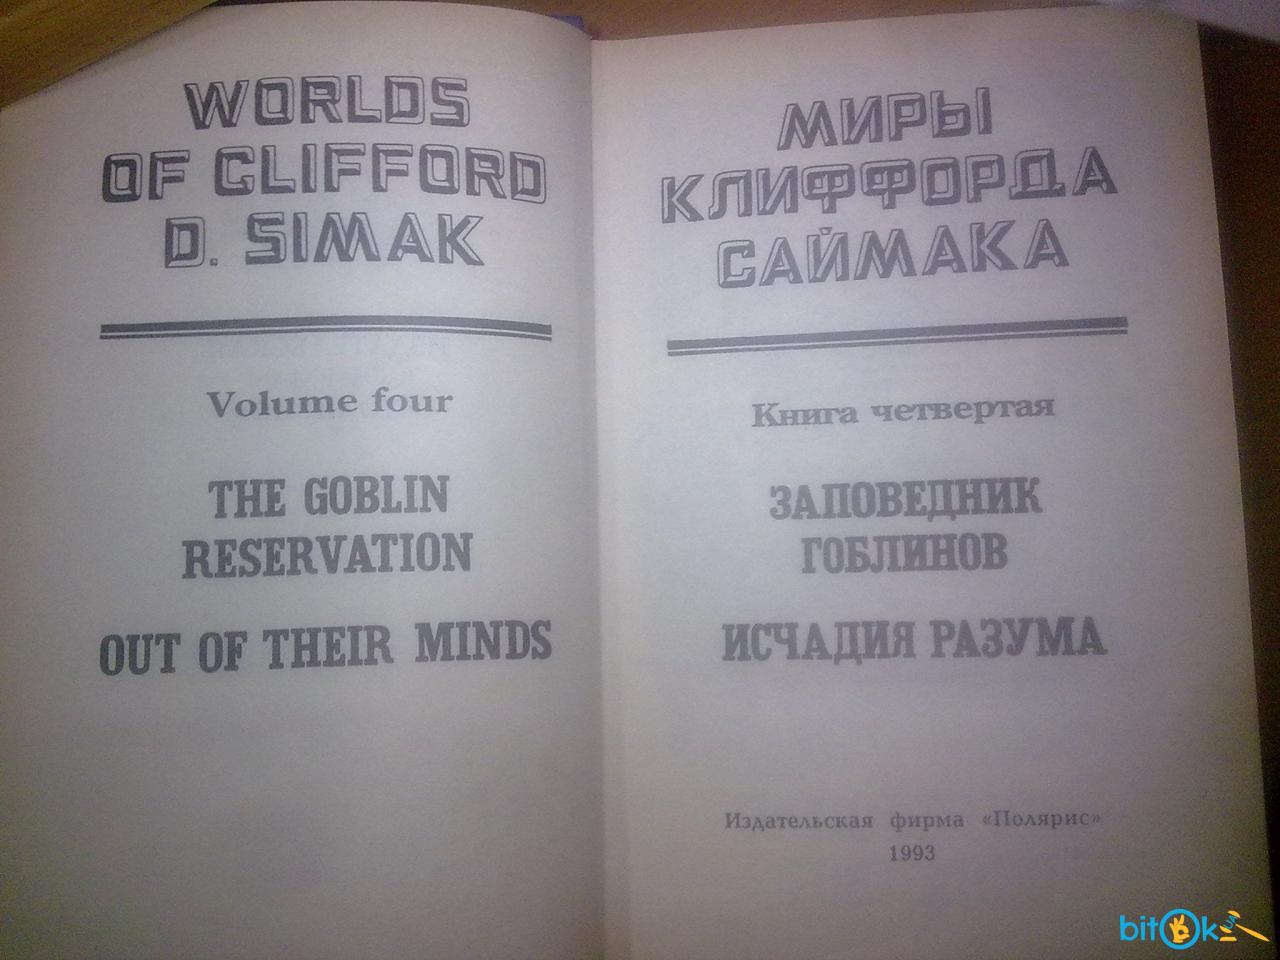 WORLDS
OF CLIFFORD
D. SIMAK
Volume four
THE GOBLIN
RESERVATION
OUT OF THEIR MINDS
МИРЫ
КЛИФФОРДА
САЙМАКА
Книга четвертая
ЗАПОВЕДНИК
ГОБЛИНОВ
ИСЧАДИЯ РАЗУМА
Издательская фирма «Полярис»
1993
bitOk UA